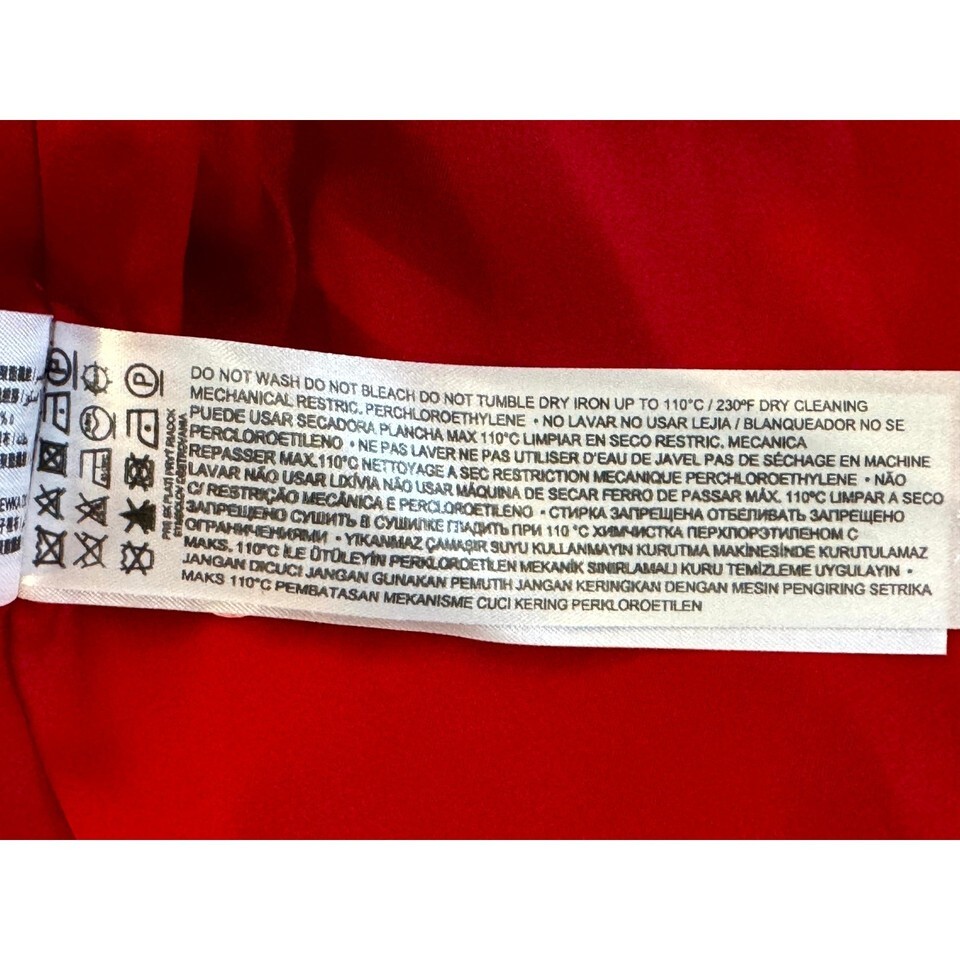 DO NOT WASH DO NOT BLEACH DO NOT TUMBLE DRY IRON UP TO 110°C / 230ºF DRY CLEANING
MECHANICAL RESTRIC. PERCHLOROETHYLENE • NO LAVAR NO USAR LEJIA / BLANQUEADOR NO SE
PUEDE USAR SECADORA PLANCHA MAX 110°C LIMPIAR EN SECO RESTRIC. MECANICA
PERCLOROETILENO • NE PAS LAVER NE PAS UTILISER D'EAU DE JAVEL PAS DE SÉCHAGE EN MACHINE
REPASSER MAX.110°C NETTOYAGE A SEC RESTRICTION MECÁNIQUE PERCHLOROETHYLENE • NÃO
LAVAR NÃO USAR LIXÍVIA NÃO USAR MÁQUINA DE SECAR FERRO DE PASSAR MÁX. 110ºC LIMPAR A SECO
C/ RESTRIÇÃO MECÂNICA E PERCLOROETILENO • СТИРКА ЗАПРЕЩЕНА ОТБЕЛИВАТЬ ЗАПРЕЩЕНО
ЗАПРЕЩЕНО СУШИТЬ В СУШИЛКЕ ГЛАДИТЬ ПРИ 110 °C ХИМЧИСТКА ПЕРХЛОРЭТИЛЕНОМ С
ОГРАНИЧЕНИЯМИ • YIKANMAZ ÇAMAŞIR SUYU KULLANMAYIN KURUTMA MAKİNESİNDE KURUTULAMAZ
MAKS. 110°C İLE ÜTÜLEYİN PERKLOROETİLEN MEKANİK SINIRLAMALI KURU TEMİZLEME UYGULAYIN •
JANGAN DICUCI JANGAN GUNAKAN PEMUTIH JANGAN KERINGKAN DENGAN MESIN PENGIRING SETRIKA
MAKS 110°C PEMBATASAN MEKANISME CUCI KERING PERKLOROETILEN